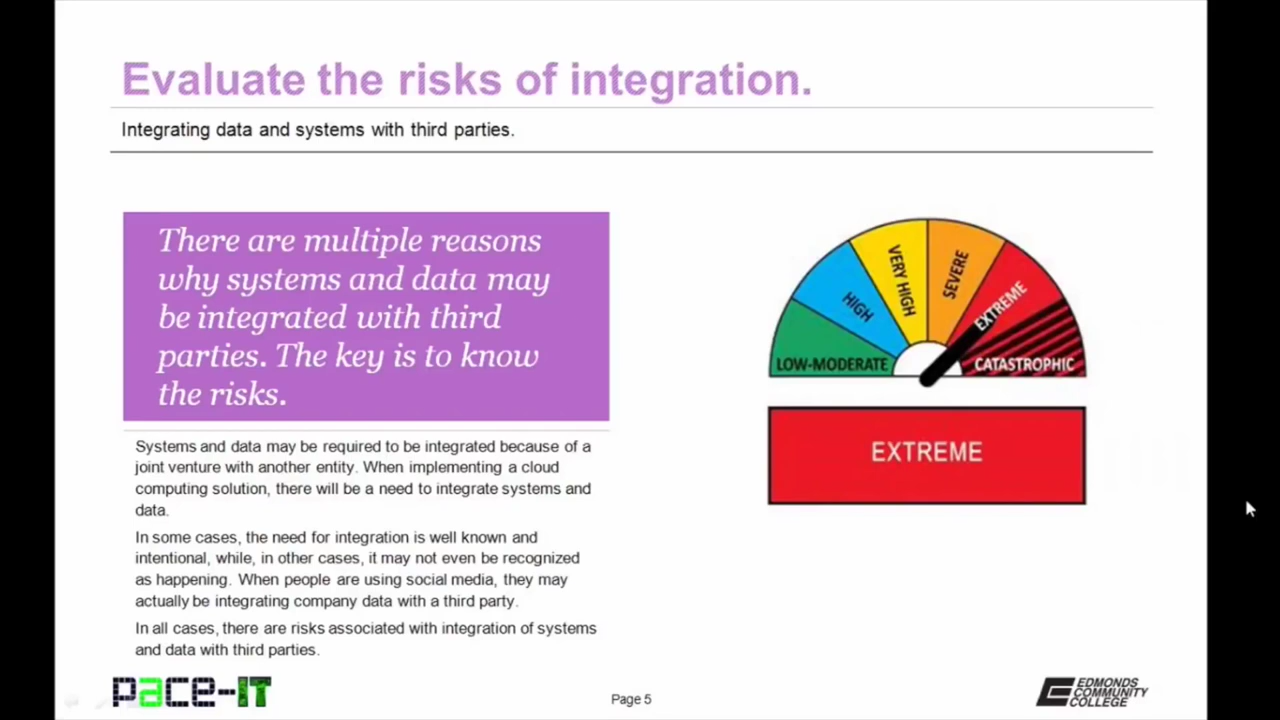 Evaluate the risks of integration.
Integrating data and systems with third parties.
There are multiple reasons
why systems and data may
be integrated with third
parties. The key is to know
the risks.
Systems and data may be required to be integrated because of a
joint venture with another entity. When implementing a cloud
computing solution, there will be a need to integrate systems and
data.
In some cases, the need for integration is well known and
intentional, while, in other cases, it may not even be recognized
as happening. When people are using social media, they may
actually be integrating company data with a third party.
In all cases, there are risks associated with integration of systems
and data with third parties.
LOW-MODERATE
HIGH
VERY HIGH
SEVERE
EXTREME
CATASTROPHIC
EXTREME
pace-IT
Page 5
EDMONDS
COMMUNITY
COLLEGE